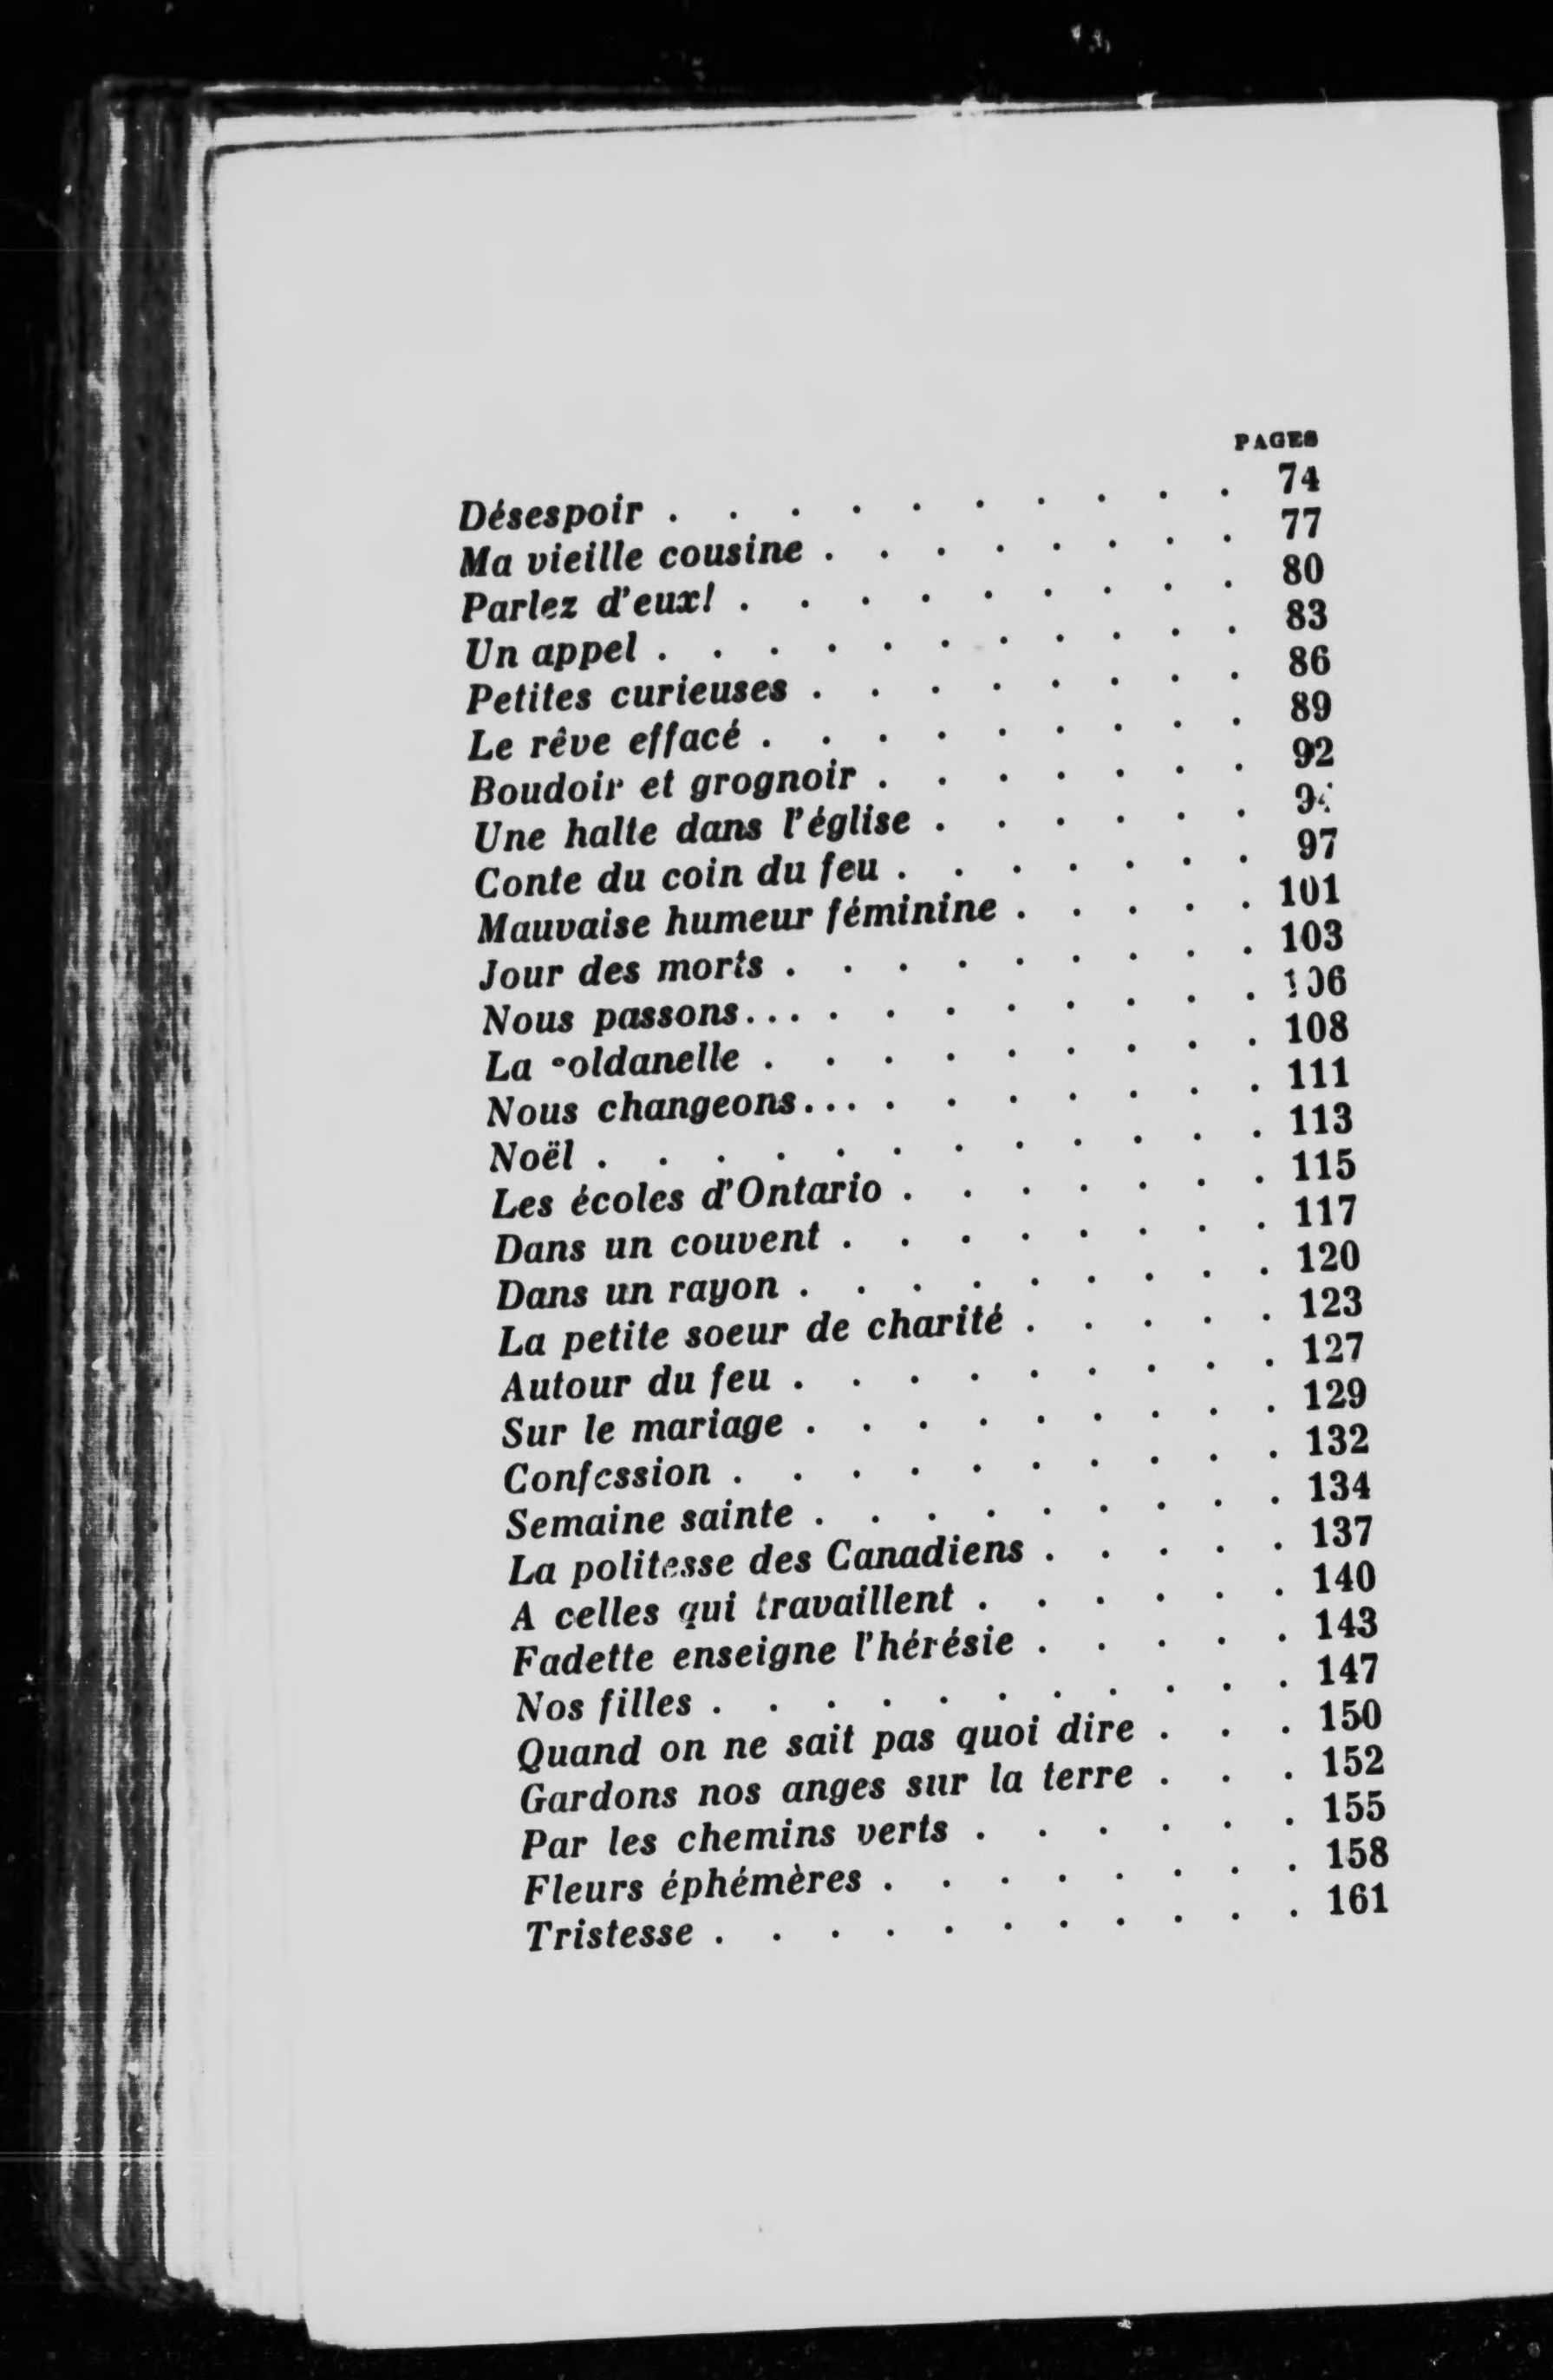 PAGES
Désespoir . . . . . . . . . . 74
Ma vieille cousine . . . . . . . . 77
Parlez d'eux! . . . . . . . . . 80
Un appel . . . . . . . . . . . 83
Petites curieuses . . . . . . . . 86
Le rêve effacé . . . . . . . . . 89
Boudoir et grognoir . . . . . . . 92
Une halte dans l'église . . . . . .
Conte du coin du feu . . . . . . . 97
Mauvaise humeur féminine . . . . . 101
Jour des morts . . . . . . . . . 103
Nous passons... . . . . . . . . 106
La soldanelle . . . . . . . . . 108
Nous changeons... . . . . . . . 111
Noël . . . . . . . . . . . . 113
Les écoles d'Ontario . . . . . . . 115
Dans un couvent . . . . . . . . 117
Dans un rayon . . . . . . . . . 120
La petite soeur de charité . . . . . 123
Autour du feu . . . . . . . . . 127
Sur le mariage . . . . . . . . . 129
Confession . . . . . . . . . . 132
Semaine sainte . . . . . . . . . 134
La politesse des Canadiens . . . . . 137
A celles qui travaillent . . . . . . 140
Fadette enseigne l'hérésie . . . . . 143
Nos filles . . . . . . . . . . . 147
Quand on ne sait pas quoi dire . . . 150
Gardons nos anges sur la terre . . . 152
Par les chemins verts . . . . . . 155
Fleurs éphémères . . . . . . . . 158
Tristesse . . . . . . . . . . . 161